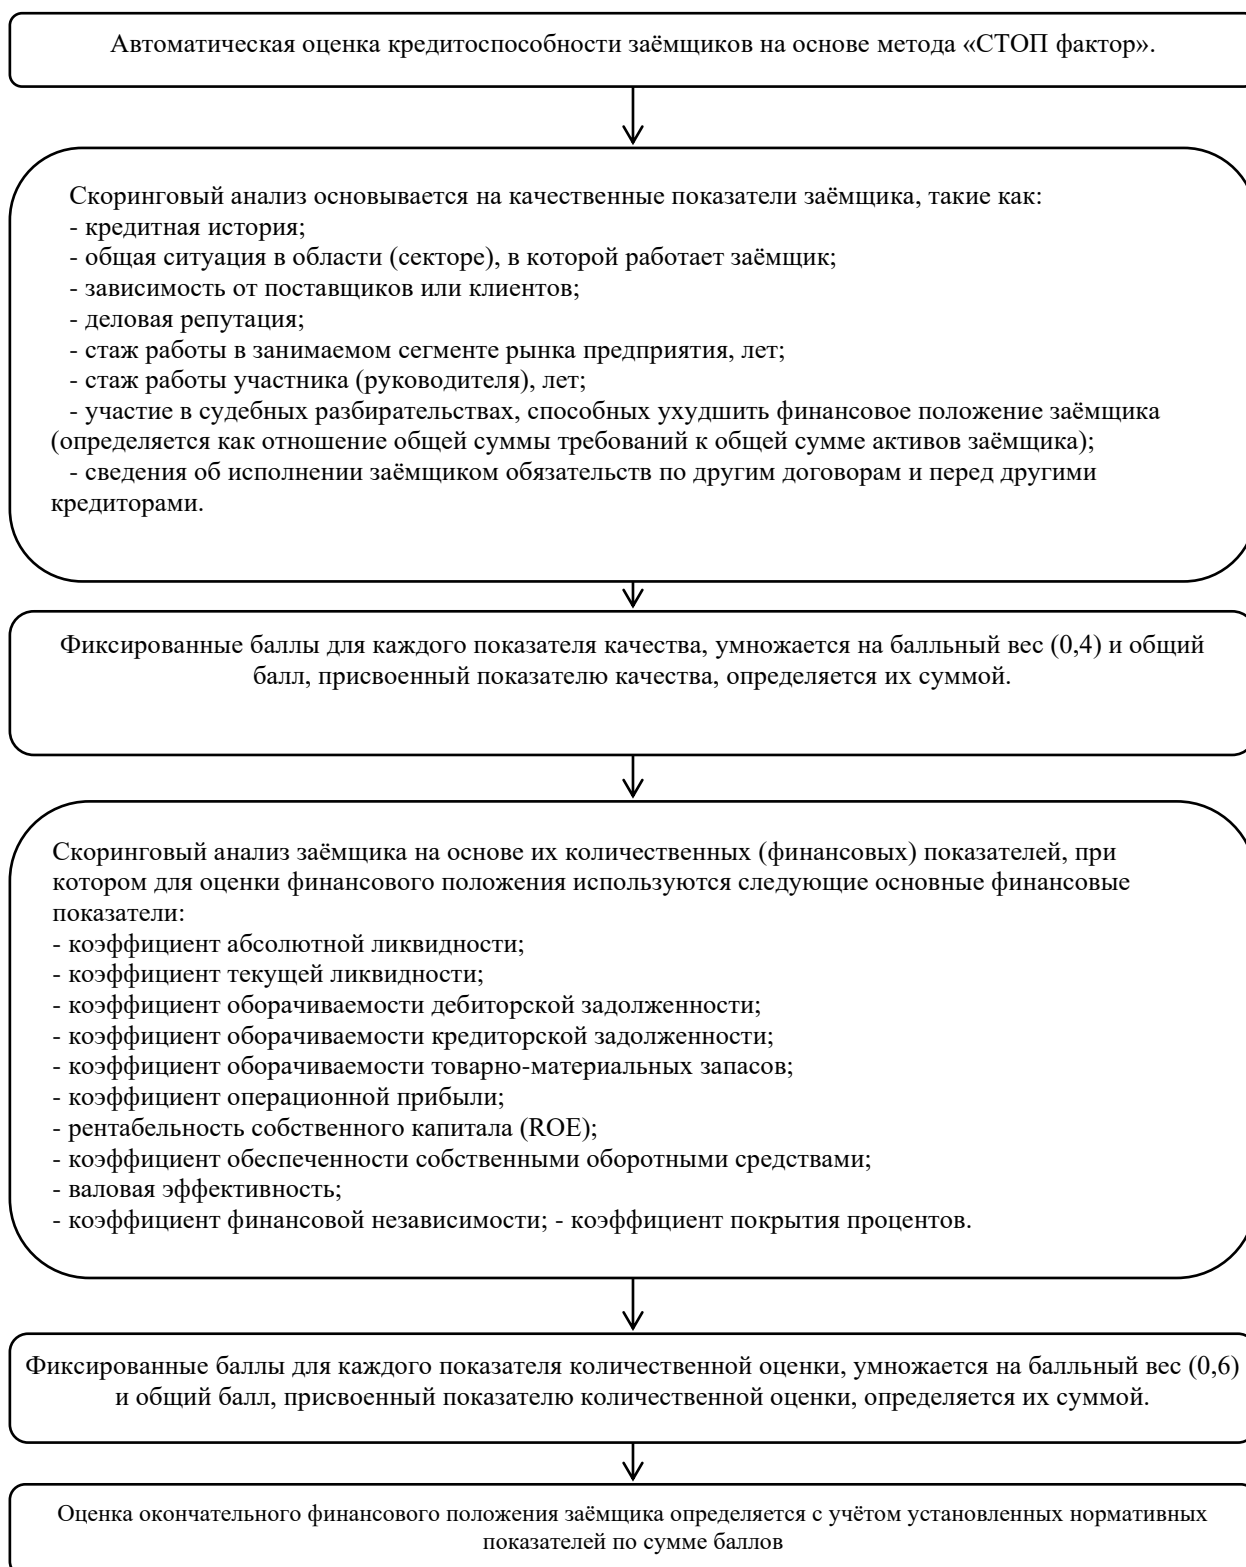 Автоматическая оценка кредитоспособности заёмщиков на основе метода «СТОП фактор».
Скоринговый анализ основывается на качественные показатели заёмщика, такие как:
- кредитная история;
- общая ситуация в области (секторе), в которой работает заёмщик;
- зависимость от поставщиков или клиентов;
- деловая репутация;
- стаж работы в занимаемом сегменте рынка предприятия, лет;
- стаж работы участника (руководителя), лет;
- участие в судебных разбирательствах, способных ухудшить финансовое положение заёмщика
(определяется как отношение общей суммы требований к общей сумме активов заёмщика);
- сведения об исполнении заёмщиком обязательств по другим договорам и перед другими
кредиторами.
Фиксированные баллы для каждого показателя качества, умножается на балльный вес (0,4) и общий
балл, присвоенный показателю качества, определяется их суммой.
Скоринговый анализ заёмщика на основе их количественных (финансовых) показателей, при
котором для оценки финансового положения используются следующие основные финансовые
показатели:
- коэффициент абсолютной ликвидности;
- коэффициент текущей ликвидности;
- коэффициент оборачиваемости дебиторской задолженности;
- коэффициент оборачиваемости кредиторской задолженности;
- коэффициент оборачиваемости товарно-материальных запасов;
- коэффициент операционной прибыли;
- рентабельность собственного капитала (ROE);
- коэффициент обеспеченности собственными оборотными средствами;
- валовая эффективность;
- коэффициент финансовой независимости; - коэффициент покрытия процентов.
Фиксированные баллы для каждого показателя количественной оценки, умножается на балльный вес (0,6)
и общий балл, присвоенный показателю количественной оценки, определяется их суммой.
Оценка окончательного финансового положения заёмщика определяется с учётом установленных нормативных
показателей по сумме баллов